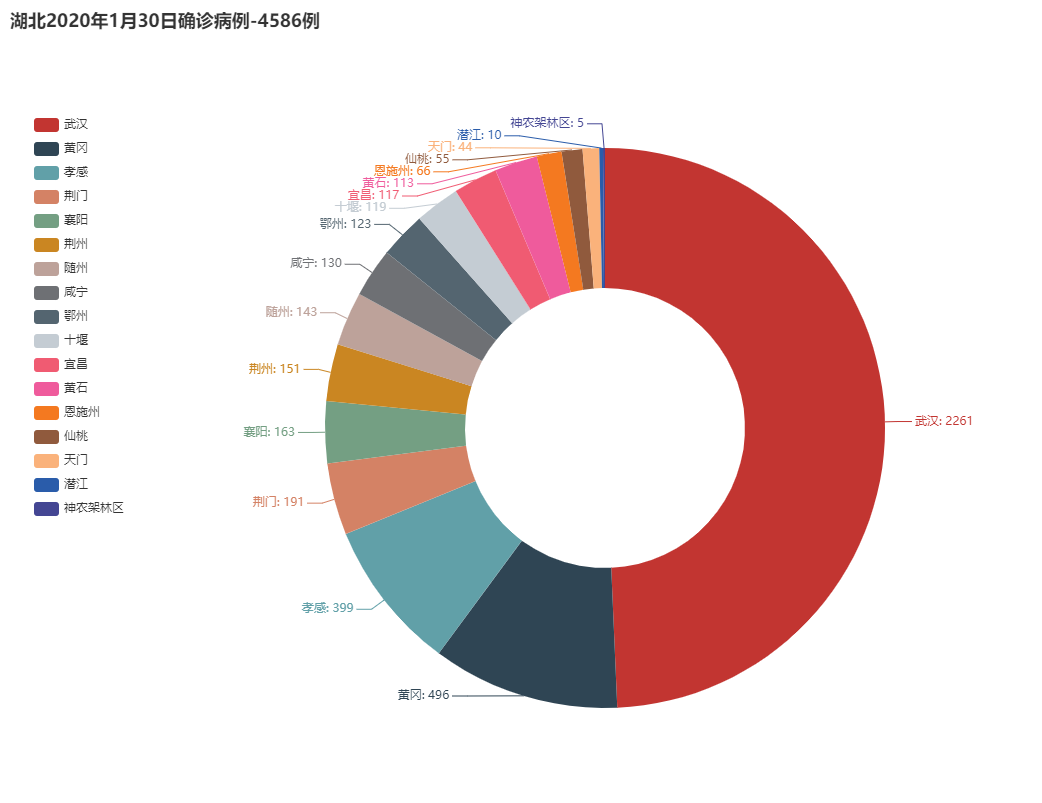 湖北2020年1月30日确诊病例-4586例
武汉
黄冈
孝感
荆门
襄阳
荆州
随州
咸宁
鄂州
十堰
宜昌
黄石
恩施州
仙桃
天门
潜江
神农架林区
神农架林区: 5
潜江: 10
天门: 44
仙桃: 55
恩施州: 66
黄石: 113
宜昌: 117
十堰: 119
鄂州: 123
咸宁: 130
随州: 143
荆州: 151
襄阳: 163
荆门: 191
孝感: 399
黄冈: 496
武汉: 2261